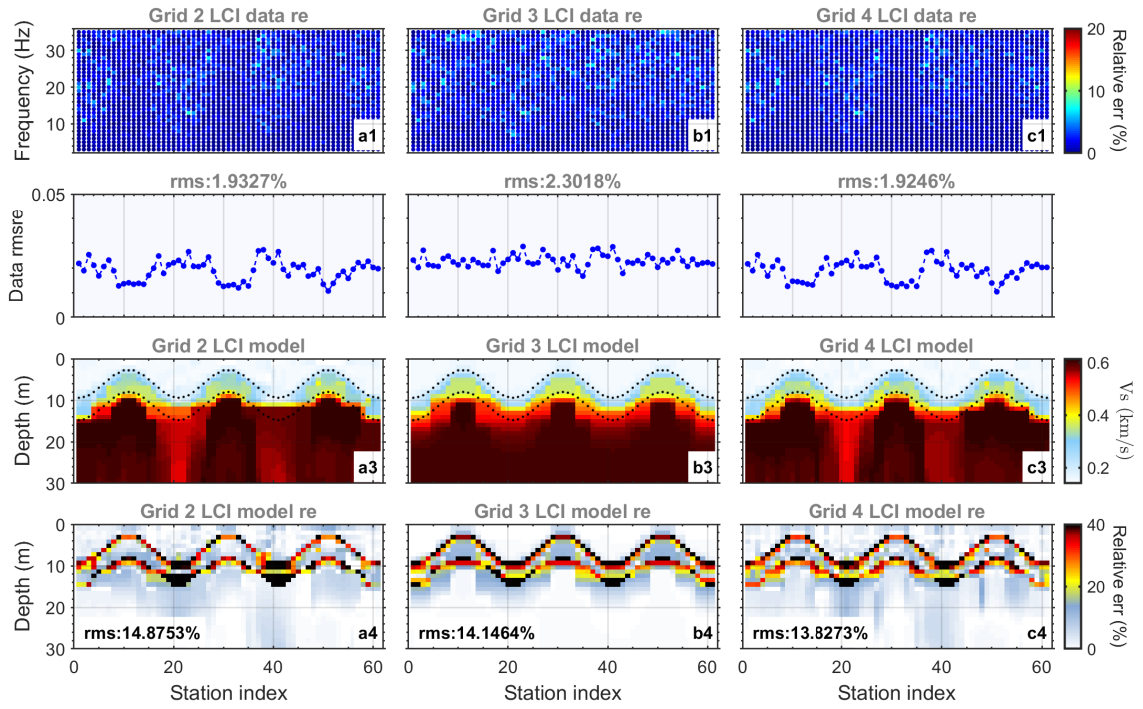 Grid 2 LCI data re
Grid 3 LCI data re
Grid 4 LCI data re
Frequency (Hz)
30
20
10
a1
b1
c1
20
10
0
Relative err (%)
rms:1.9327%
rms:2.3018%
rms:1.9246%
Data rmsre
0.05
0
Grid 2 LCI model
Grid 3 LCI model
Grid 4 LCI model
Depth (m)
0
10
20
30
a3
b3
c3
0.6
0.4
0.2
Vs (km/s)
Grid 2 LCI model re
Grid 3 LCI model re
Grid 4 LCI model re
Depth (m)
0
10
20
30
rms:14.8753%
a4
rms:14.1464%
b4
rms:13.8273%
c4
40
20
0
Relative err (%)
0 20 40 60
0 20 40 60
0 20 40 60
Station index
Station index
Station index